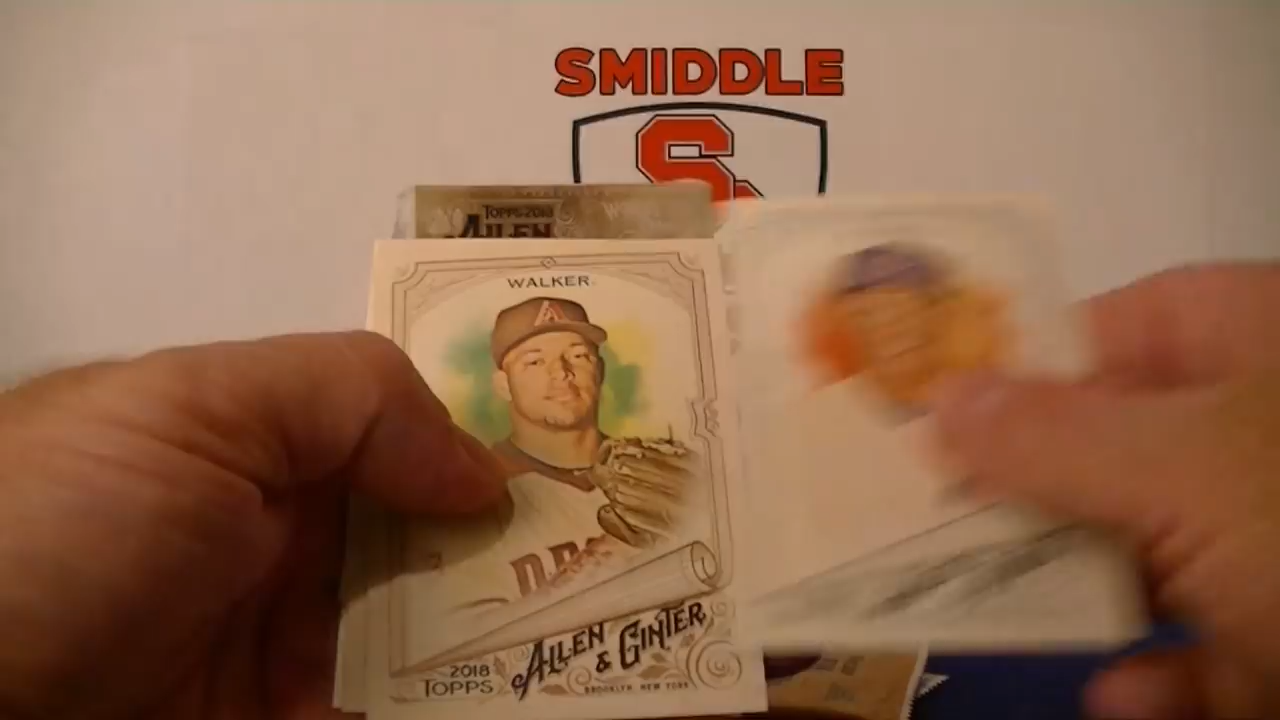 SMIDDLE
S
TOPPS 2018
ALLEN
WALKER
A
2018
TOPPS
ALLEN
& GINTER
BROOKLYN, NEW YORK